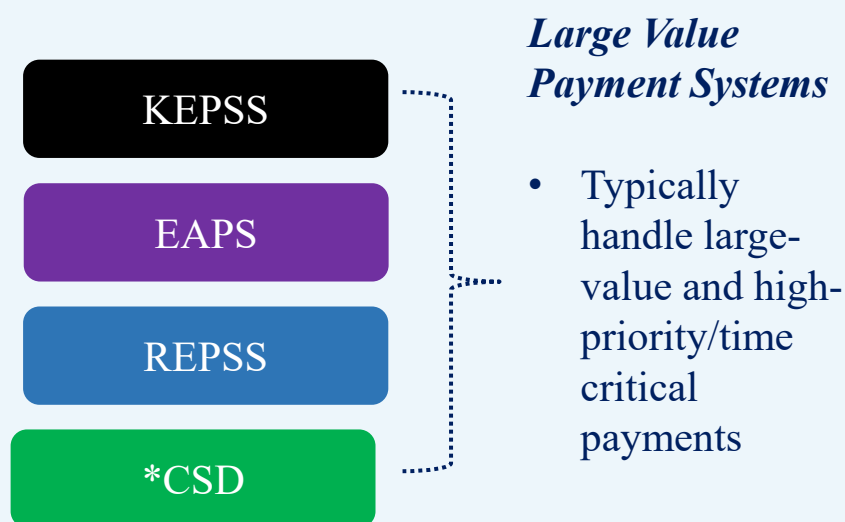 KEPSS
EAPS
REPSS
*CSD
Large Value
Payment Systems
• Typically
handle large-
value and high-
priority/time
critical
payments